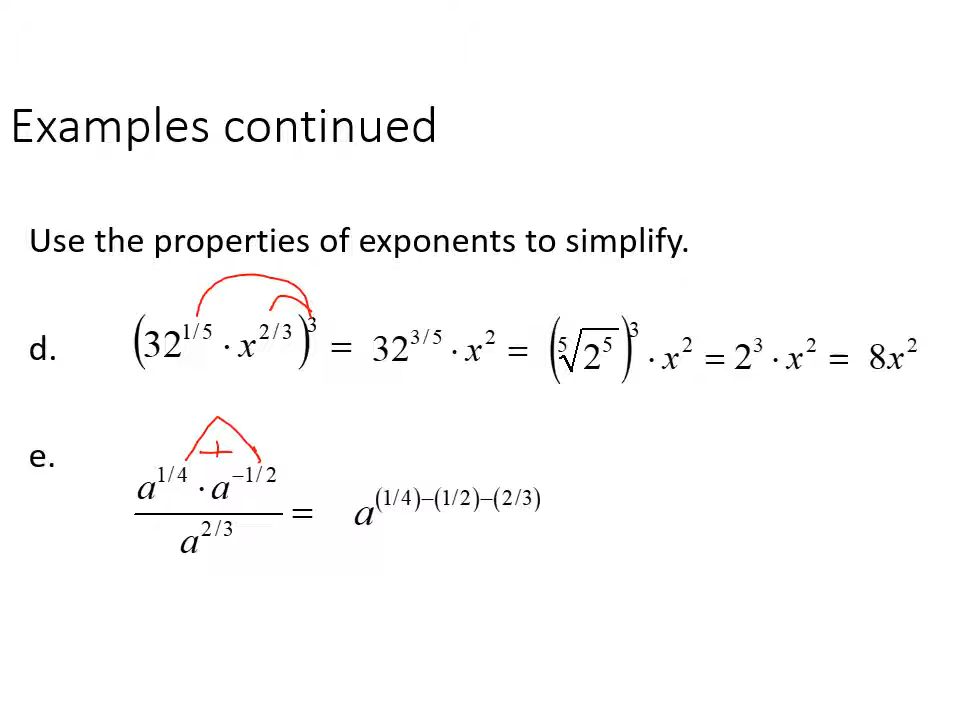 Examples continued
Use the properties of exponents to simplify.
d. (32^{1/5} · x^{2/3})^3 = 32^{3/5} · x^2 = (\sqrt[5]{2^5})^3 · x^2 = 2^3 · x^2 = 8x^2
+
e. \frac{a^{1/4} · a^{-1/2}}{a^{2/3}} = a^{(1/4)-(1/2)-(2/3)}